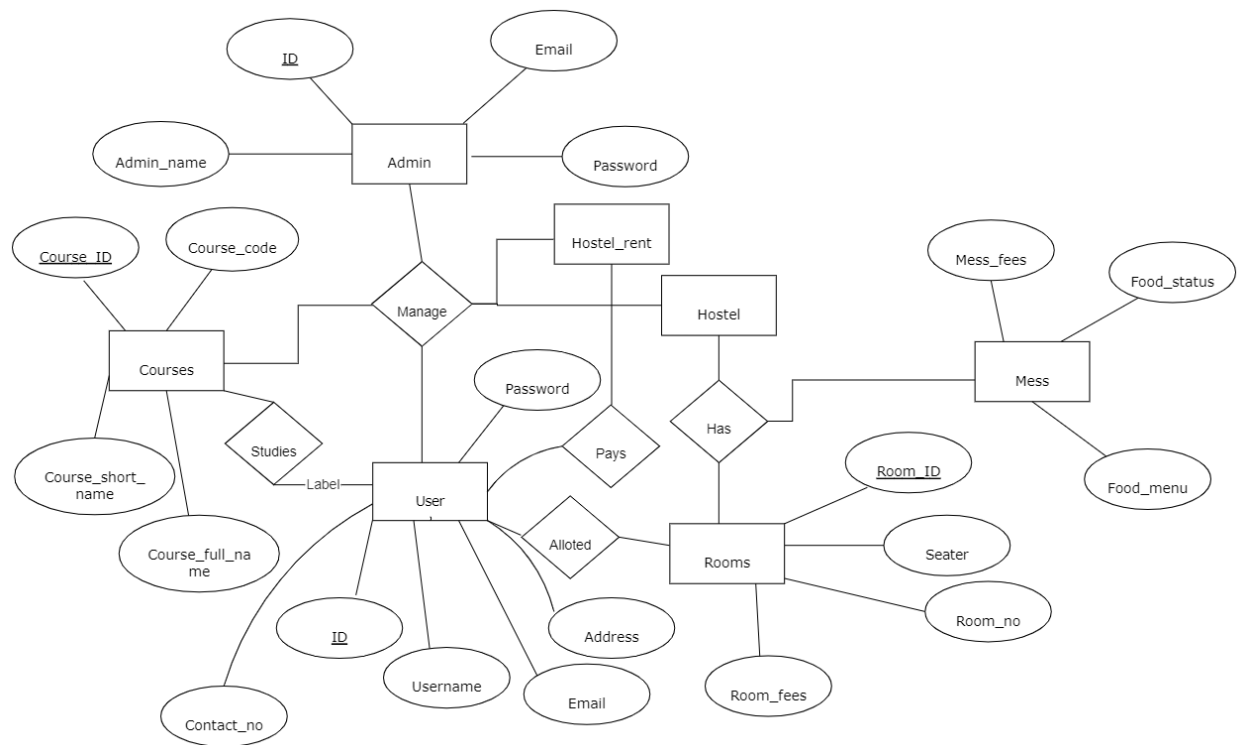 ID
Email
Admin_name
Admin
Password
Course_ID
Course_code
Hostel_rent
Mess_fees
Food_status
Manage
Hostel
Courses
Mess
Password
Has
Studies
Pays
Course_short_
name
Label
User
Room_ID
Food_menu
Alloted
Rooms
Seater
Course_full_na
me
Room_no
ID
Address
Username
Email
Room_fees
Contact_no